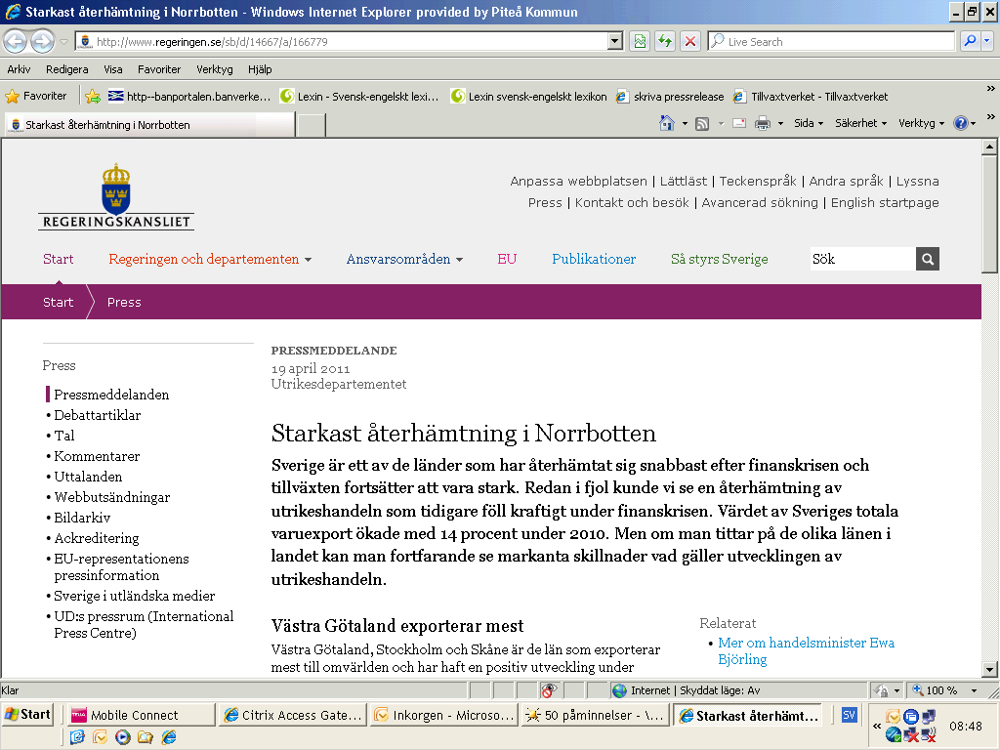 Starkast återhämtning i Norrbotten - Windows Internet Explorer provided by Piteå Kommun
http://www.regeringen.se/sb/d/14667/a/166779
Live Search
Arkiv Redigera Visa Favoriter Verktyg Hjälp
Favoriter http--banportalen.banverke... Lexin - Svensk-engelskt lexi... Lexin svensk-engelskt lexikon skriva pressrelease Tillvaxtverket - Tillvaxtverket
Starkast återhämtning i Norrbotten
Sida Säkerhet Verktyg
Anpassa webbplatsen | Lättläst | Teckenspråk | Andra språk | Lyssna
Press | Kontakt och besök | Avancerad sökning | English startpage
REGERINGSKANSLIET
Start Regeringen och departementen Ansvarsområden EU Publikationer Så styrs Sverige Sök
Start Press
Press
• Pressmeddelanden
• Debattartiklar
• Tal
• Kommentarer
• Uttalanden
• Webbutsändningar
• Bildarkiv
• Ackreditering
• EU-representationens
pressinformation
• Sverige i utländska medier
• UD:s pressrum (International
Press Centre)
PRESSMEDDELANDE
19 april 2011
Utrikesdepartementet
Starkast återhämtning i Norrbotten
Sverige är ett av de länder som har återhämtat sig snabbast efter finanskrisen och
tillväxten fortsätter att vara stark. Redan i fjol kunde vi se en återhämtning av
utrikeshandeln som tidigare föll kraftigt under finanskrisen. Värdet av Sveriges totala
varuexport ökade med 14 procent under 2010. Men om man tittar på de olika länen i
landet kan man fortfarande se markanta skillnader vad gäller utvecklingen av
utrikeshandeln.
Västra Götaland exporterar mest
Västra Götaland, Stockholm och Skåne är de län som exporterar
mest till omvärlden och har haft en positiv utveckling under
Relaterat
• Mer om handelsminister Ewa
Björling
Klar
Internet | Skyddat läge: Av
100 %
Start Mobile Connect Citrix Access Gate... Inkorgen - Microso... 50 påminnelser - \... Starkast återhämt... SV
08:48